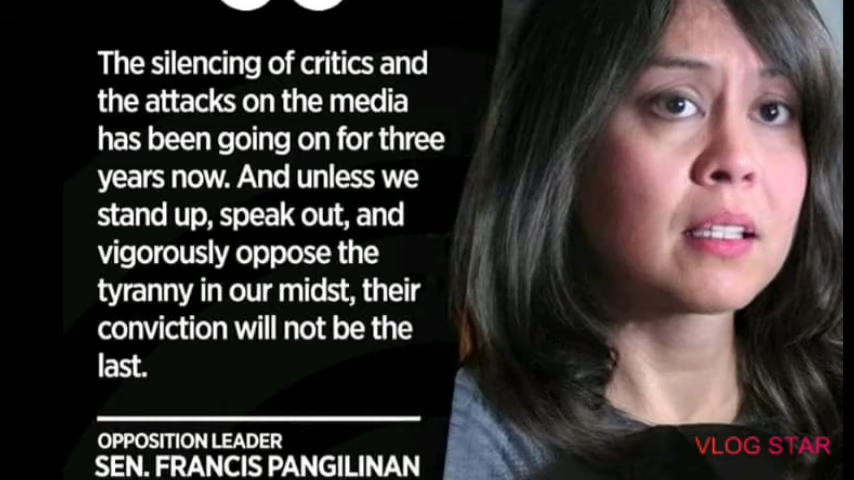 The silencing of critics and
the attacks on the media
has been going on for three
years now. And unless we
stand up, speak out, and
vigorously oppose the
tyranny in our midst, their
conviction will not be the
last.
OPPOSITION LEADER
SEN. FRANCIS PANGILINAN
VLOG STAR